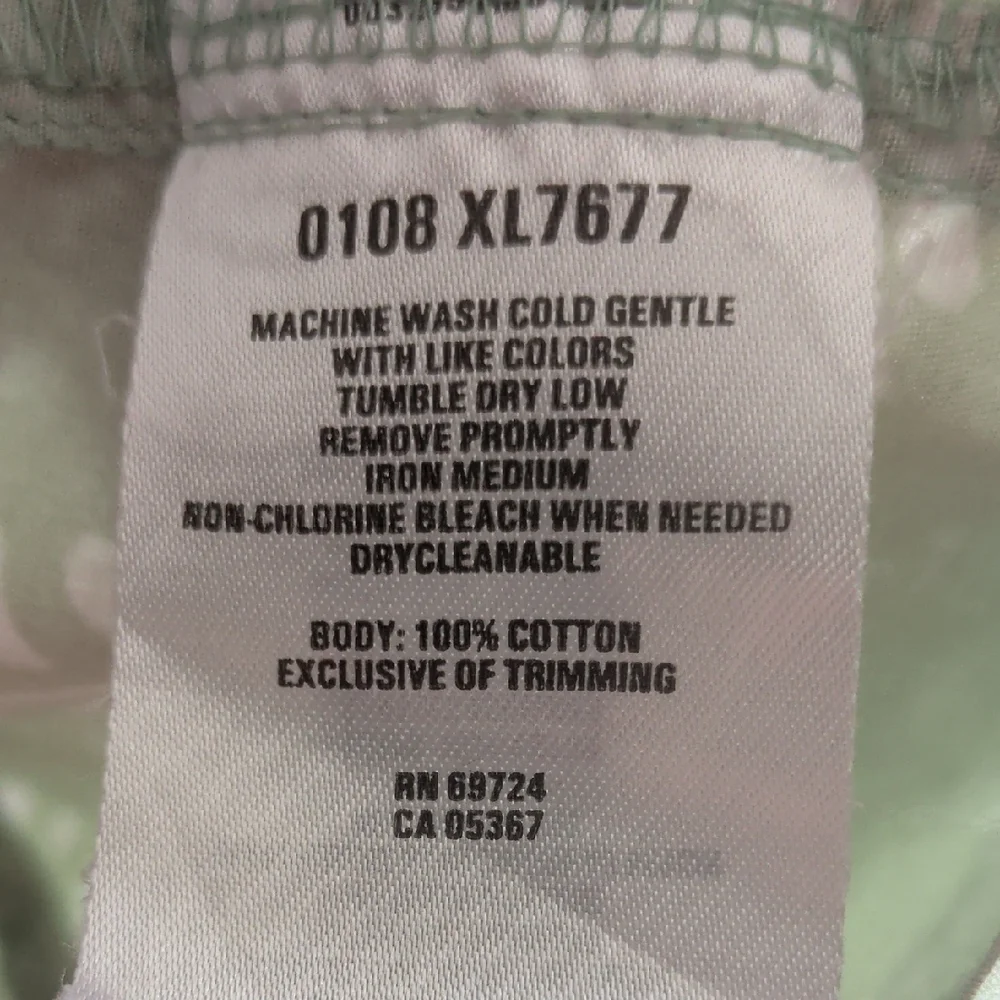 0108 XL7677
MACHINE WASH COLD GENTLE
WITH LIKE COLORS
TUMBLE DRY LOW
REMOVE PROMPTLY
IRON MEDIUM
NON-CHLORINE BLEACH WHEN NEEDED
DRYCLEANABLE
BODY: 100% COTTON
EXCLUSIVE OF TRIMMING
RN 69724
CA 05367